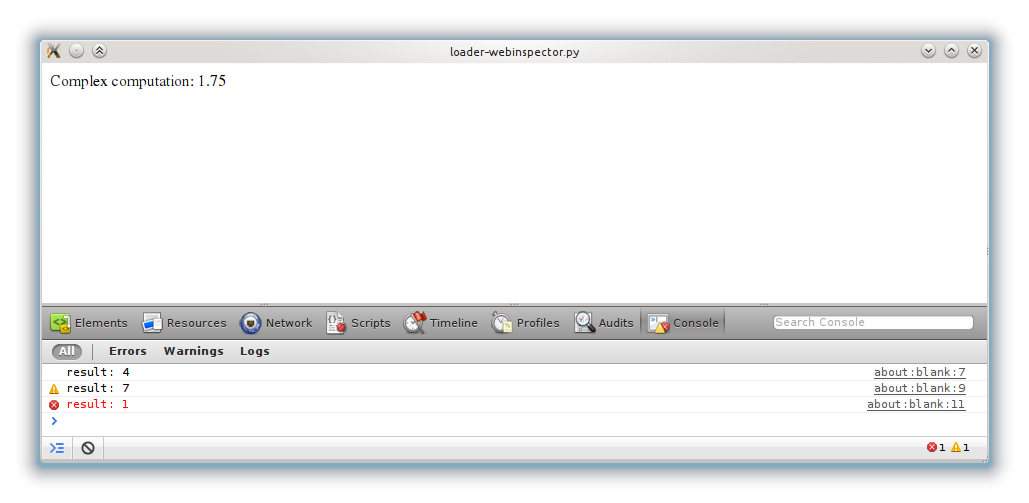 loader-webinspector.py
Complex computation: 1.75
Elements Resources Network Scripts Timeline Profiles Audits Console Search Console
All Errors Warnings Logs
result: 4 about:blank:7
result: 7 about:blank:9
result: 1 about:blank:11
1 1